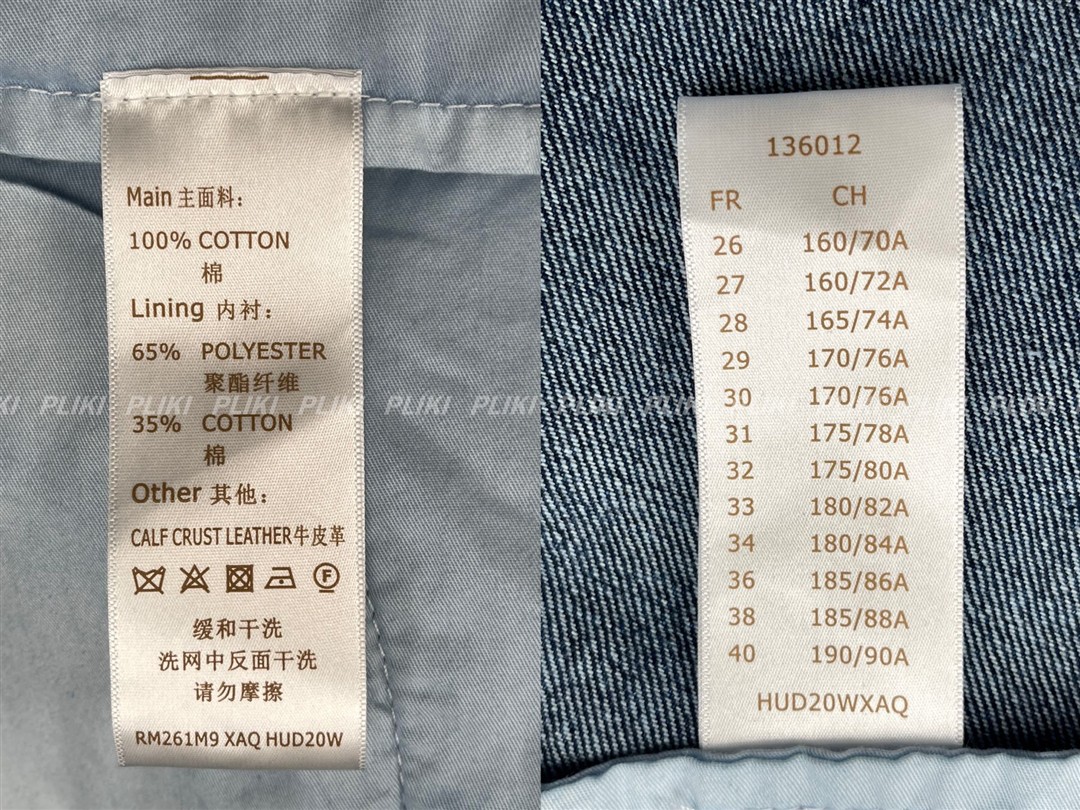 Main 主面料:
100% COTTON
棉
Lining 内衬:
65% POLYESTER
聚酯纤维
35% COTTON
棉
Other 其他:
CALF CRUST LEATHER牛皮革
F
缓和干洗
洗网中反面干洗
请勿摩擦
RM261M9 XAQ HUD20W
136012
FR CH
26 160/70A
27 160/72A
28 165/74A
29 170/76A
30 170/76A
31 175/78A
32 175/80A
33 180/82A
34 180/84A
36 185/86A
38 185/88A
40 190/90A
HUD20WXAQ
PLIKI PLIKI PLIKI PLIKI PLIKI PLIKI PLIKI PLIKI PLIKI PLIKI PLIKI PLIKI